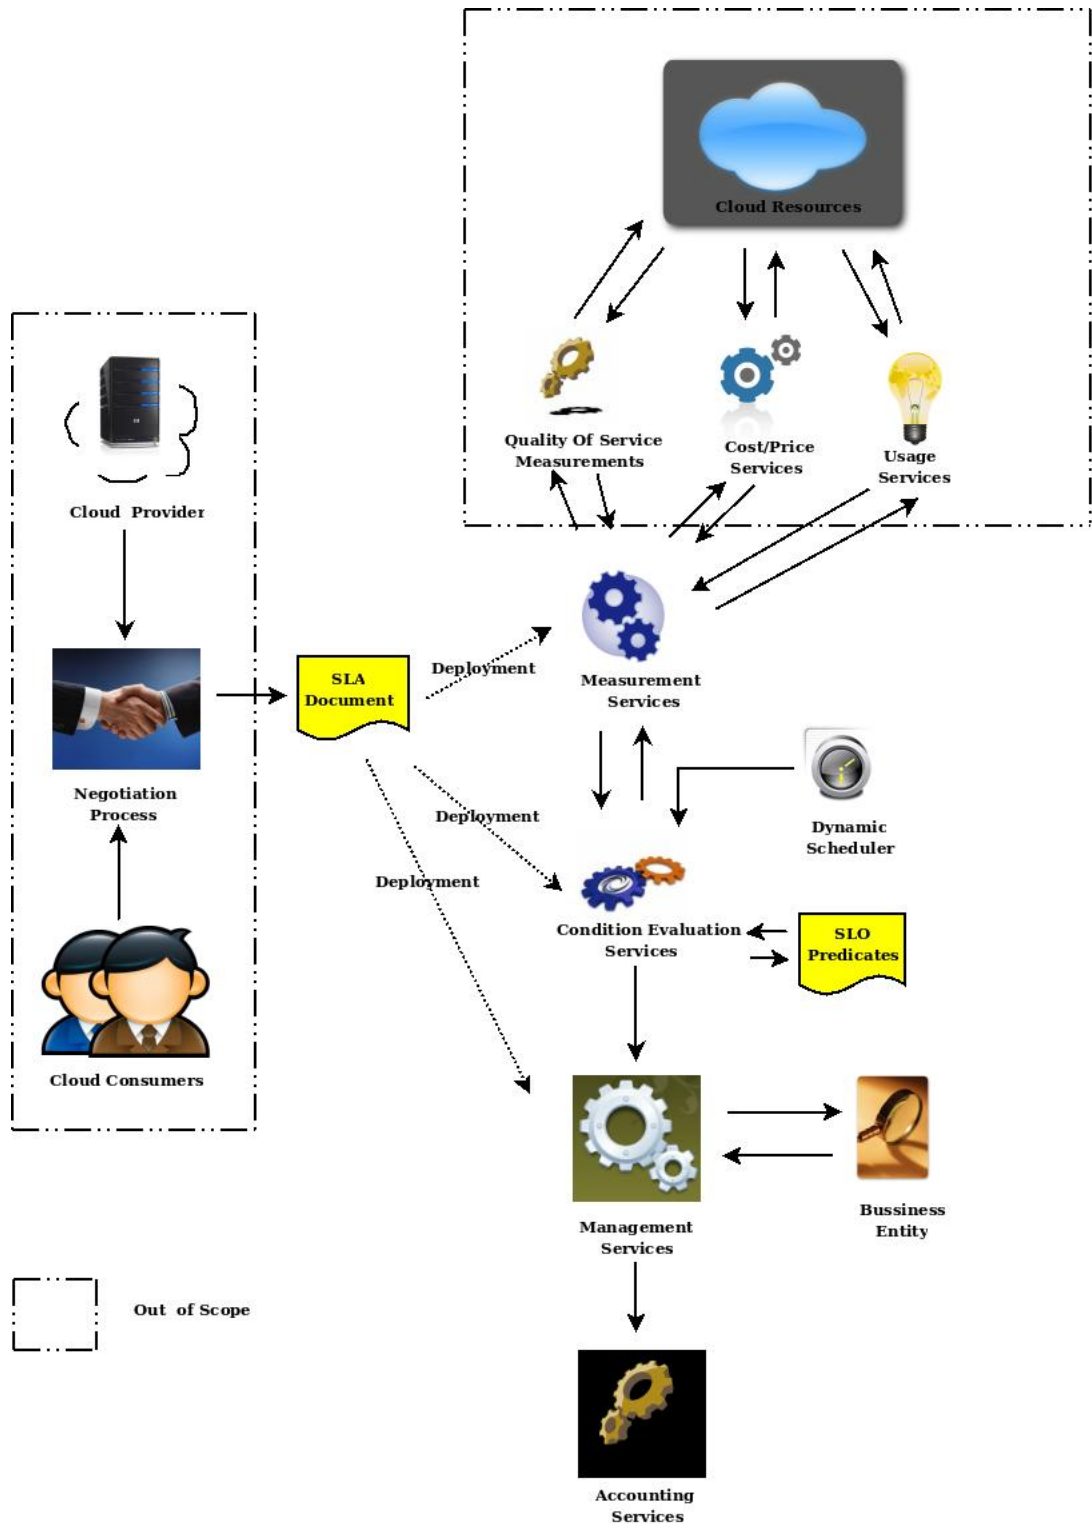 Cloud Resources
Quality Of Service
Measurements
Cost/Price
Services
Usage
Services
Cloud Provider
Deployment
SLA
Document
Measurement
Services
Negotiation
Process
Deployment
Dynamic
Scheduler
Deployment
Condition Evaluation
Services
SLO
Predicates
Cloud Consumers
Management
Services
Bussiness
Entity
Out of Scope
Accounting
Services